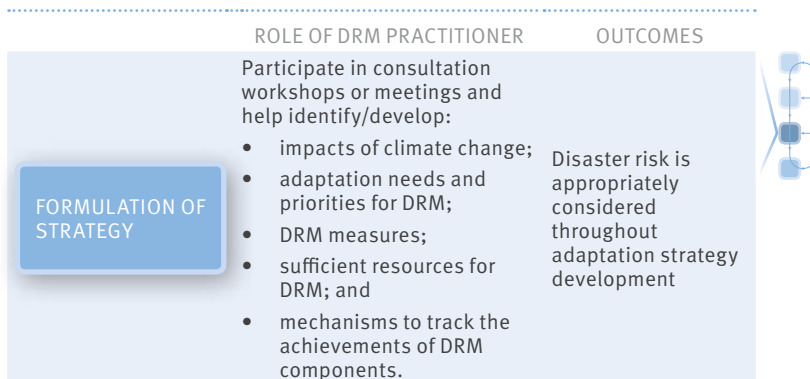 ROLE OF DRM PRACTITIONER
OUTCOMES
FORMULATION OF
STRATEGY
Participate in consultation
workshops or meetings and
help identify/develop:
• impacts of climate change;
• adaptation needs and
priorities for DRM;
• DRM measures;
• sufficient resources for
DRM; and
• mechanisms to track the
achievements of DRM
components.
Disaster risk is
appropriately
considered
throughout
adaptation strategy
development